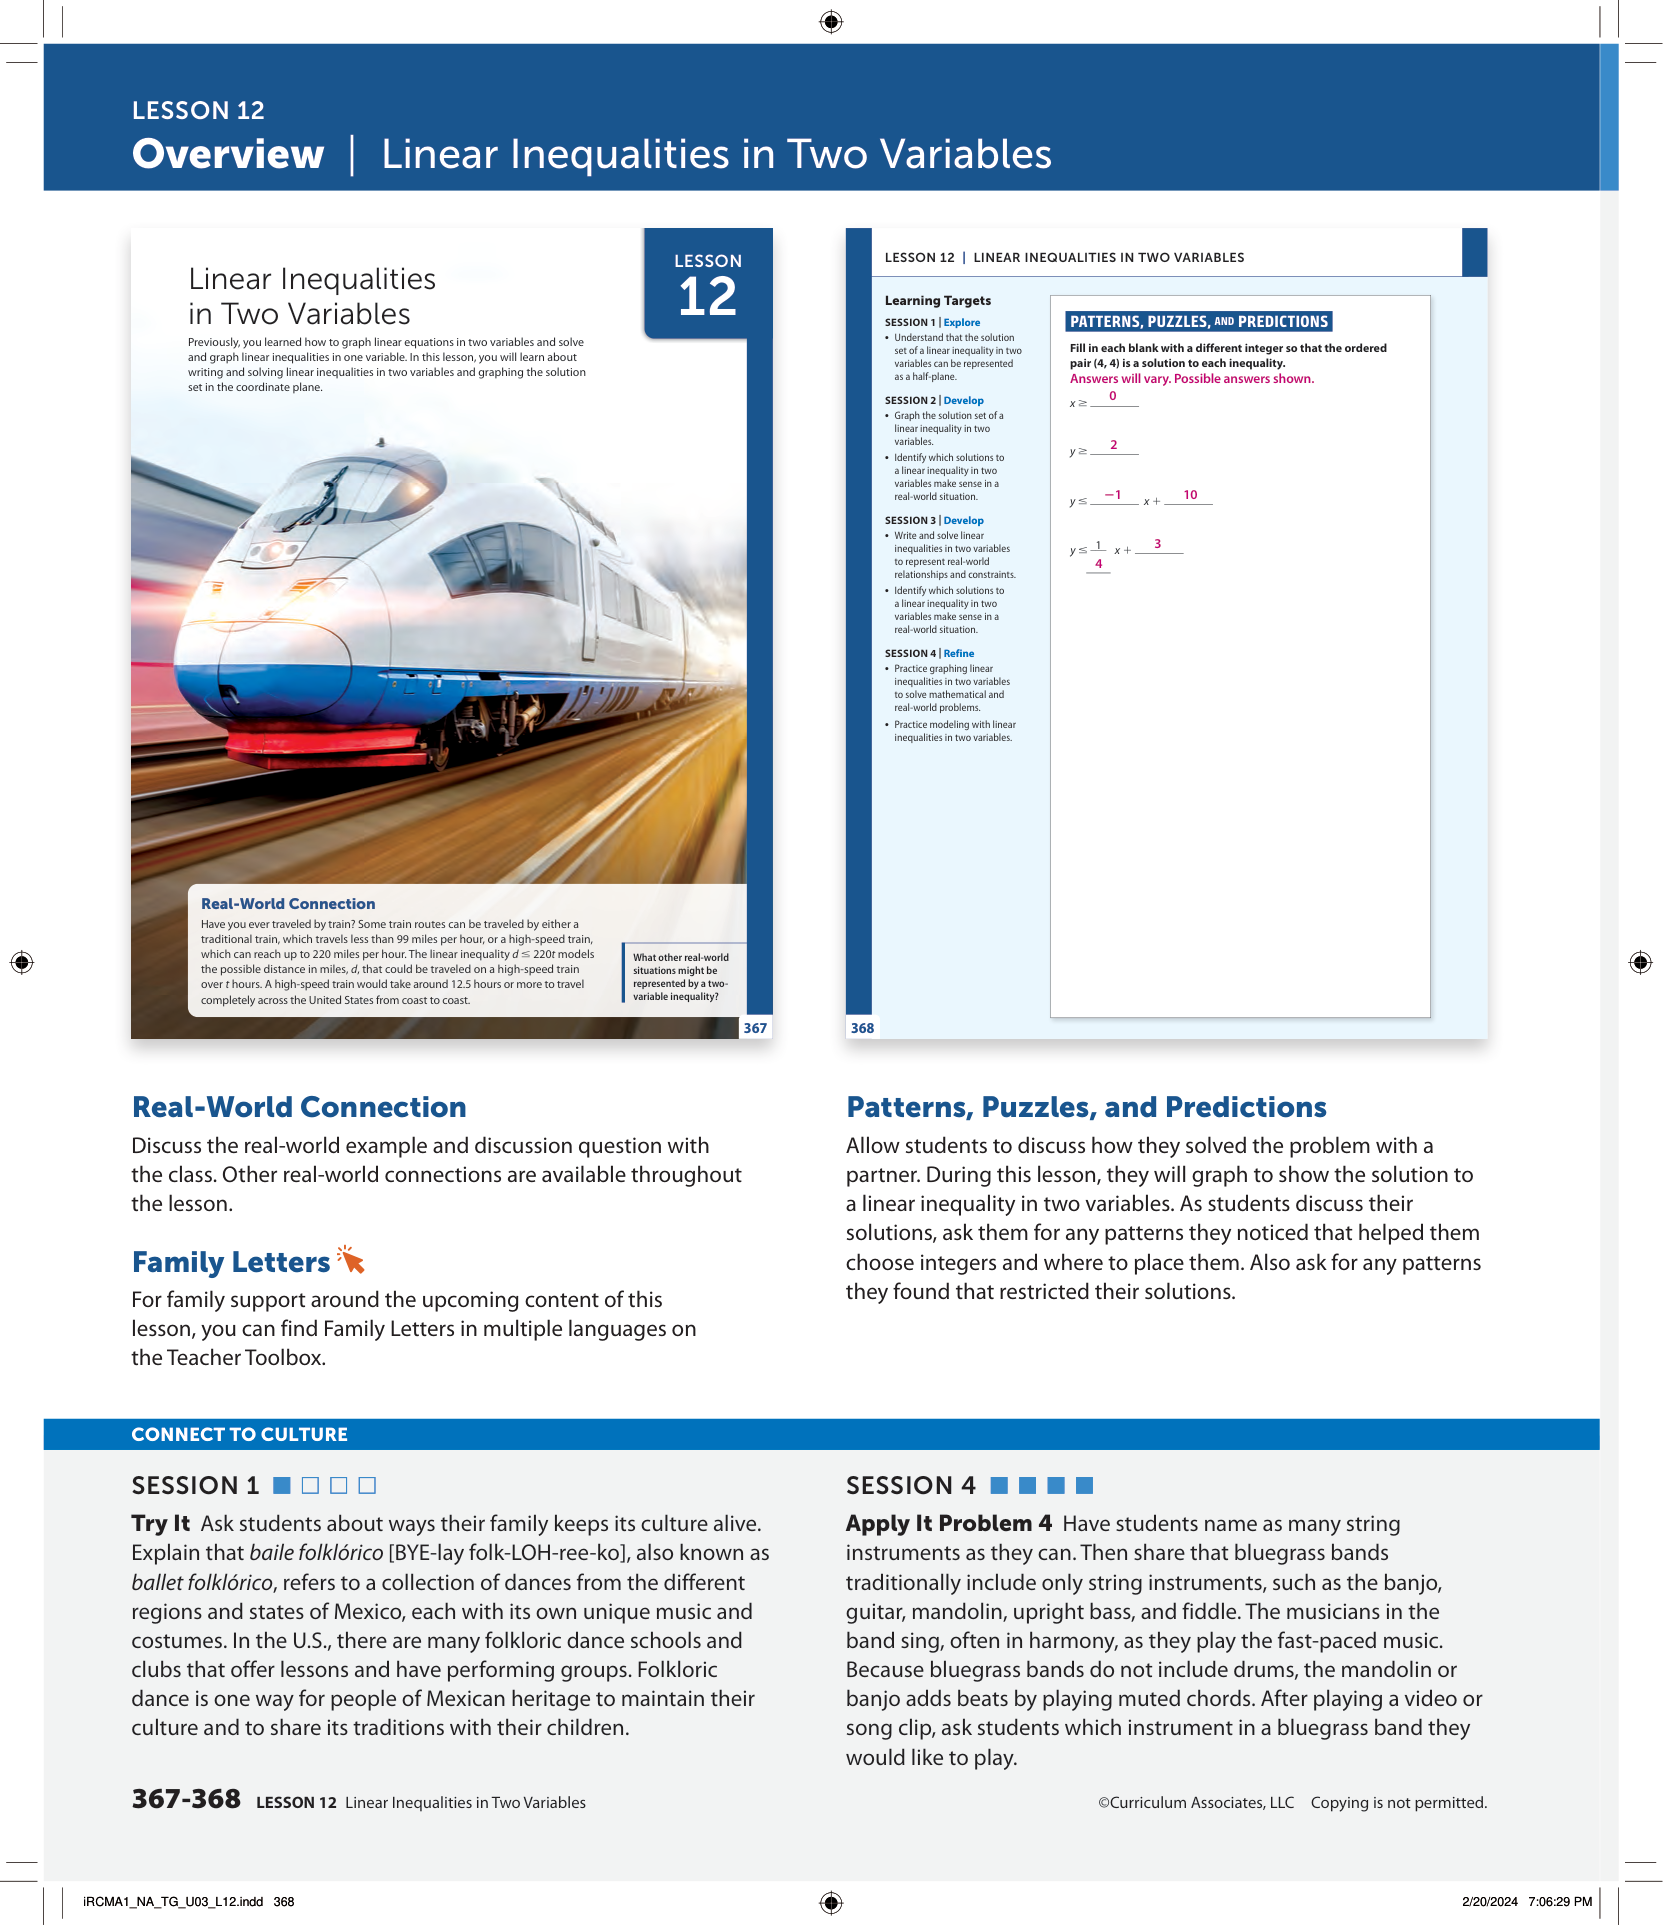 LESSON 12
Overview | Linear Inequalities in Two Variables
Linear Inequalities
in Two Variables
LESSON
12
Previously, you learned how to graph linear equations in two variables and solve
and graph linear inequalities in one variable. In this lesson, you will learn about
writing and solving linear inequalities in two variables and graphing the solution
set in the coordinate plane.
Real-World Connection
Have you ever traveled by train? Some train routes can be traveled by either a
traditional train, which travels less than 99 miles per hour, or a high-speed train,
which can reach up to 220 miles per hour. The linear inequality d ≤ 220t models
the possible distance in miles, d, that could be traveled on a high-speed train
over t hours. A high-speed train would take around 12.5 hours or more to travel
completely across the United States from coast to coast.
What other real-world
situations might be
represented by a two-
variable inequality?
367
LESSON 12 | LINEAR INEQUALITIES IN TWO VARIABLES
Learning Targets
SESSION 1 | Explore
• Understand that the solution
set of a linear inequality in two
variables can be represented
as a half-plane.
SESSION 2 | Develop
• Graph the solution set of a
linear inequality in two
variables.
• Identify which solutions to
a linear inequality in two
variables make sense in a
real-world situation.
SESSION 3 | Develop
• Write and solve linear
inequalities in two variables
to represent real-world
relationships and constraints.
• Identify which solutions to
a linear inequality in two
variables make sense in a
real-world situation.
SESSION 4 | Refine
• Practice graphing linear
inequalities in two variables
to solve mathematical and
real-world problems.
• Practice modeling with linear
inequalities in two variables.
PATTERNS, PUZZLES, AND PREDICTIONS
Fill in each blank with a different integer so that the ordered
pair (4, 4) is a solution to each inequality.
Answers will vary. Possible answers shown.
x ≥ 0
y ≥ 2
y ≤ −1 x + 10
y ≤ 1 x + 3
4
368
Real-World Connection
Discuss the real-world example and discussion question with
the class. Other real-world connections are available throughout
the lesson.
Family Letters
For family support around the upcoming content of this
lesson, you can find Family Letters in multiple languages on
the Teacher Toolbox.
Patterns, Puzzles, and Predictions
Allow students to discuss how they solved the problem with a
partner. During this lesson, they will graph to show the solution to
a linear inequality in two variables. As students discuss their
solutions, ask them for any patterns they noticed that helped them
choose integers and where to place them. Also ask for any patterns
they found that restricted their solutions.
CONNECT TO CULTURE
SESSION 1
Try It Ask students about ways their family keeps its culture alive.
Explain that baile folklórico [BYE-lay folk-LOH-ree-ko], also known as
ballet folklórico, refers to a collection of dances from the different
regions and states of Mexico, each with its own unique music and
costumes. In the U.S., there are many folkloric dance schools and
clubs that offer lessons and have performing groups. Folkloric
dance is one way for people of Mexican heritage to maintain their
culture and to share its traditions with their children.
SESSION 4
Apply It Problem 4 Have students name as many string
instruments as they can. Then share that bluegrass bands
traditionally include only string instruments, such as the banjo,
guitar, mandolin, upright bass, and fiddle. The musicians in the
band sing, often in harmony, as they play the fast-paced music.
Because bluegrass bands do not include drums, the mandolin or
banjo adds beats by playing muted chords. After playing a video or
song clip, ask students which instrument in a bluegrass band they
would like to play.
367-368 LESSON 12 Linear Inequalities in Two Variables
©Curriculum Associates, LLC Copying is not permitted.
iRCMA1_NA_TG_U03_L12.indd 368
2/20/2024 7:06:29 PM